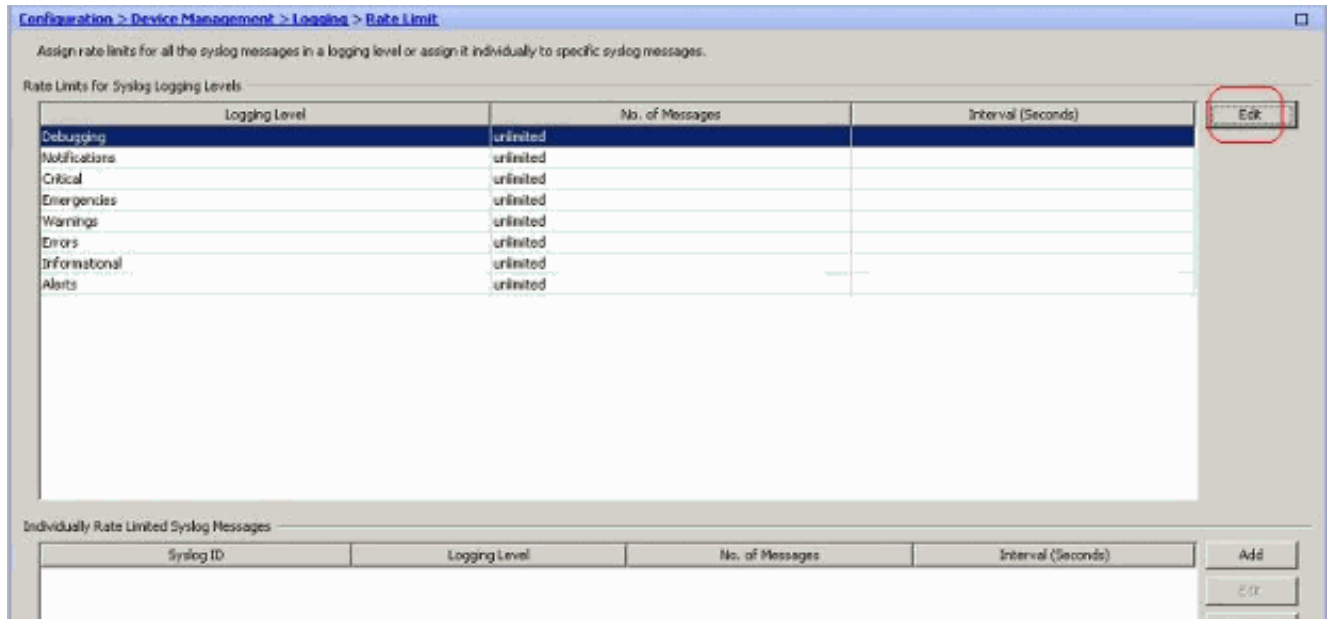 Configuration > Device Management > Logging > Rate Limit
Assign rate limits for all the syslog messages in a logging level or assign it individually to specific syslog messages.
Rate Limits for Syslog Logging Levels
Logging Level No. of Messages Interval (Seconds) Edit
Debugging unlimited
Notifications unlimited
Critical unlimited
Emergencies unlimited
Warnings unlimited
Errors unlimited
Informational unlimited
Alerts unlimited
Individually Rate Limited Syslog Messages
Syslog ID Logging Level No. of Messages Interval (Seconds) Add
Edit